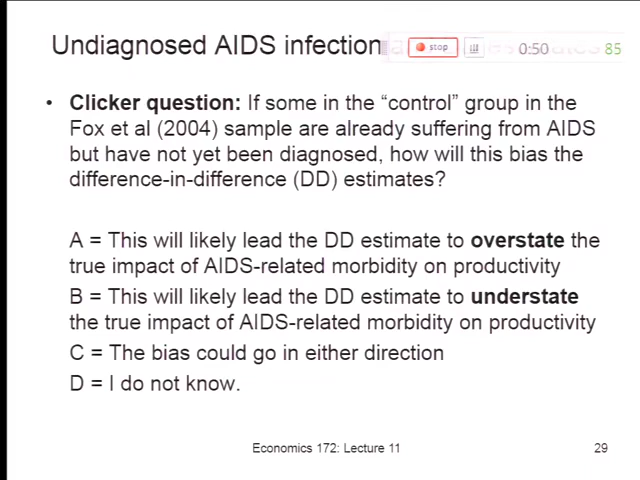 Undiagnosed AIDS infection
stop
0:50
85
• Clicker question: If some in the “control” group in the
Fox et al (2004) sample are already suffering from AIDS
but have not yet been diagnosed, how will this bias the
difference-in-difference (DD) estimates?
A = This will likely lead the DD estimate to overstate the
true impact of AIDS-related morbidity on productivity
B = This will likely lead the DD estimate to understate
the true impact of AIDS-related morbidity on productivity
C = The bias could go in either direction
D = I do not know.
Economics 172: Lecture 11
29